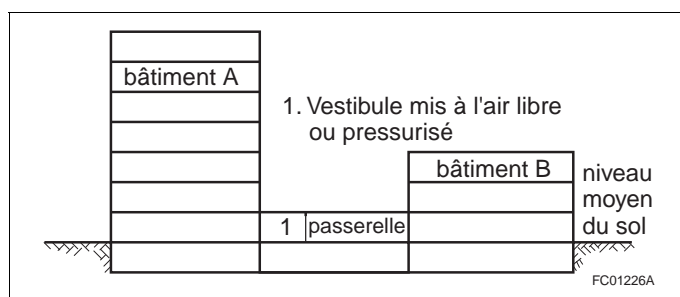 bâtiment A
1. Vestibule mis à l'air libre
ou pressurisé
bâtiment B
niveau
moyen
du sol
1 passerelle
FC01226A